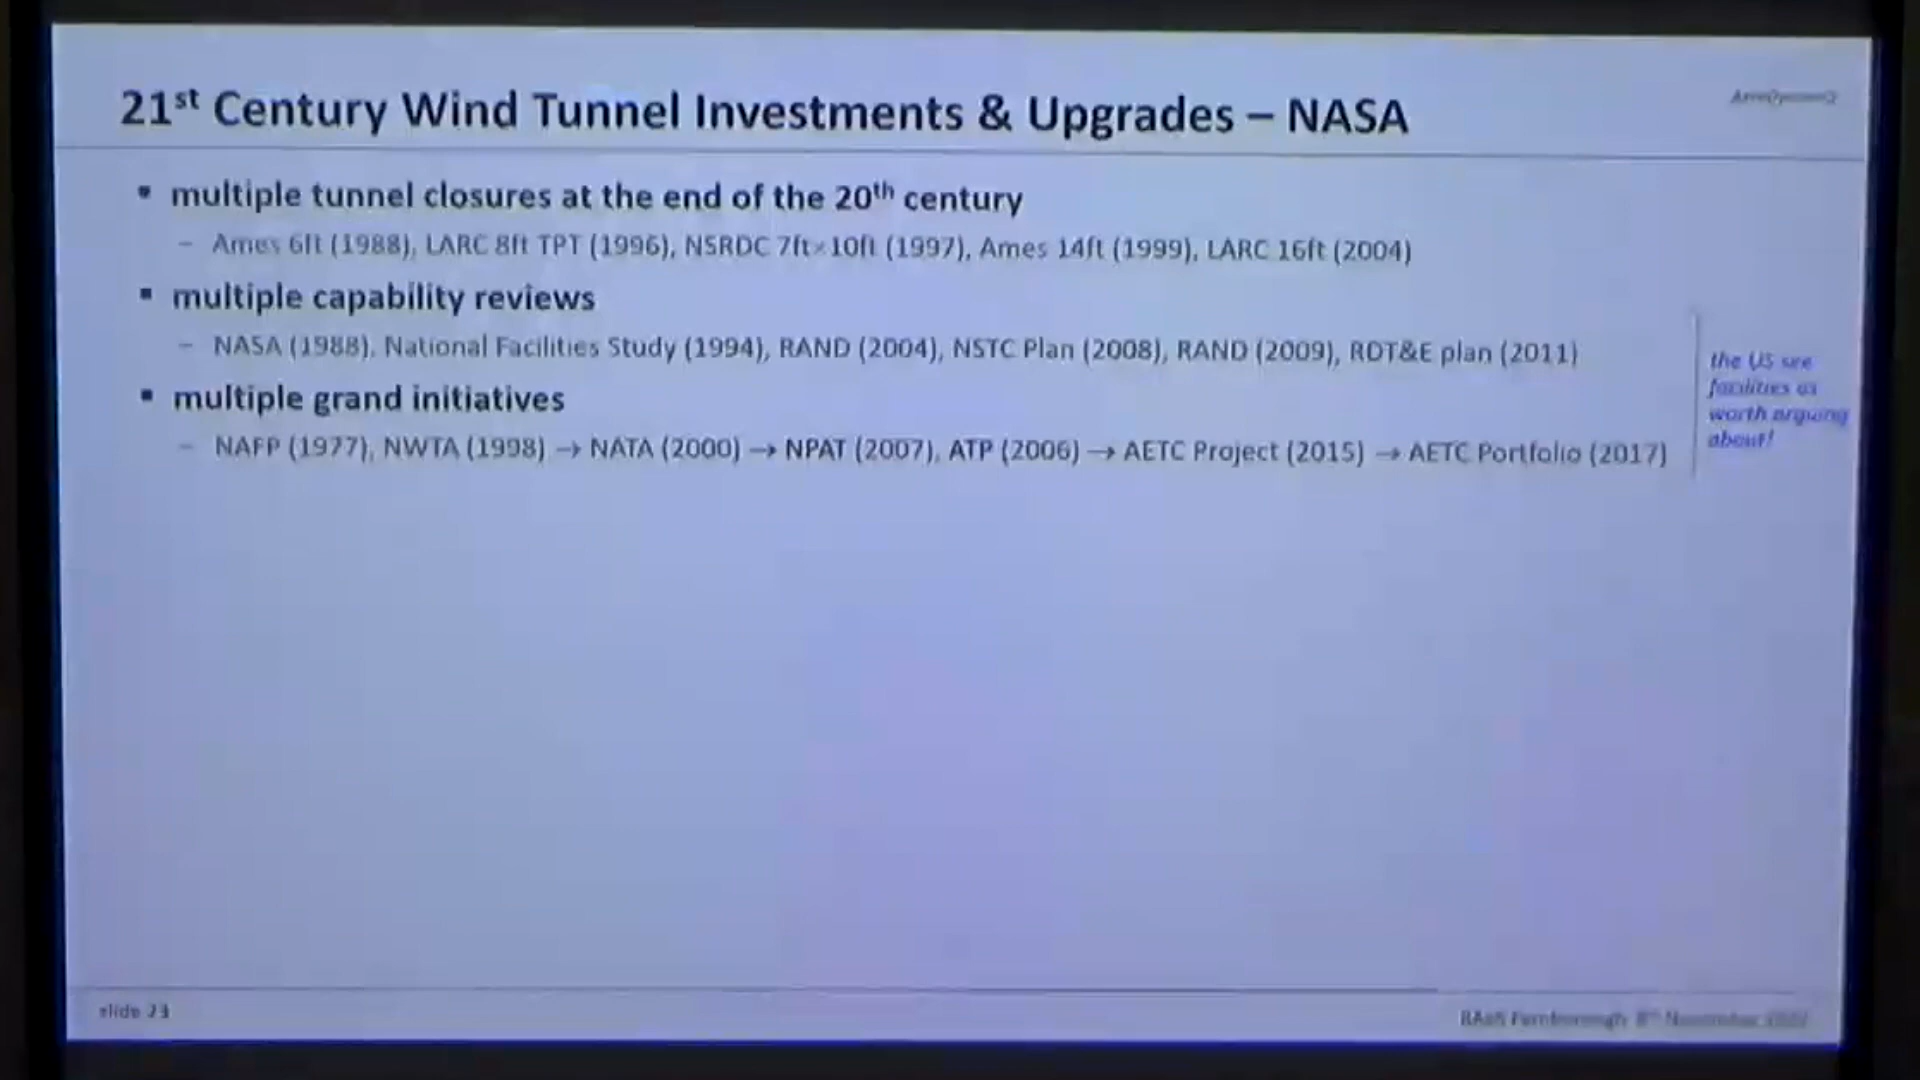 21st Century Wind Tunnel Investments & Upgrades – NASA
▪ multiple tunnel closures at the end of the 20th century
– Ames 6ft (1988), LARC 8ft TPT (1996), NSRDC 7ft×10ft (1997), Ames 14ft (1999), LARC 16ft (2004)
▪ multiple capability reviews
– NASA (1988), National Facilities Study (1994), RAND (2004), NSTC Plan (2008), RAND (2009), RDT&E plan (2011)
▪ multiple grand initiatives
– NAFP (1977), NWTA (1998) → NATA (2000) → NPAT (2007), ATP (2006) → AETC Project (2015) → AETC Portfolio (2017)
the US see
facilities as
worth arguing
about!
slide 23
RAeS Farnborough 8th November